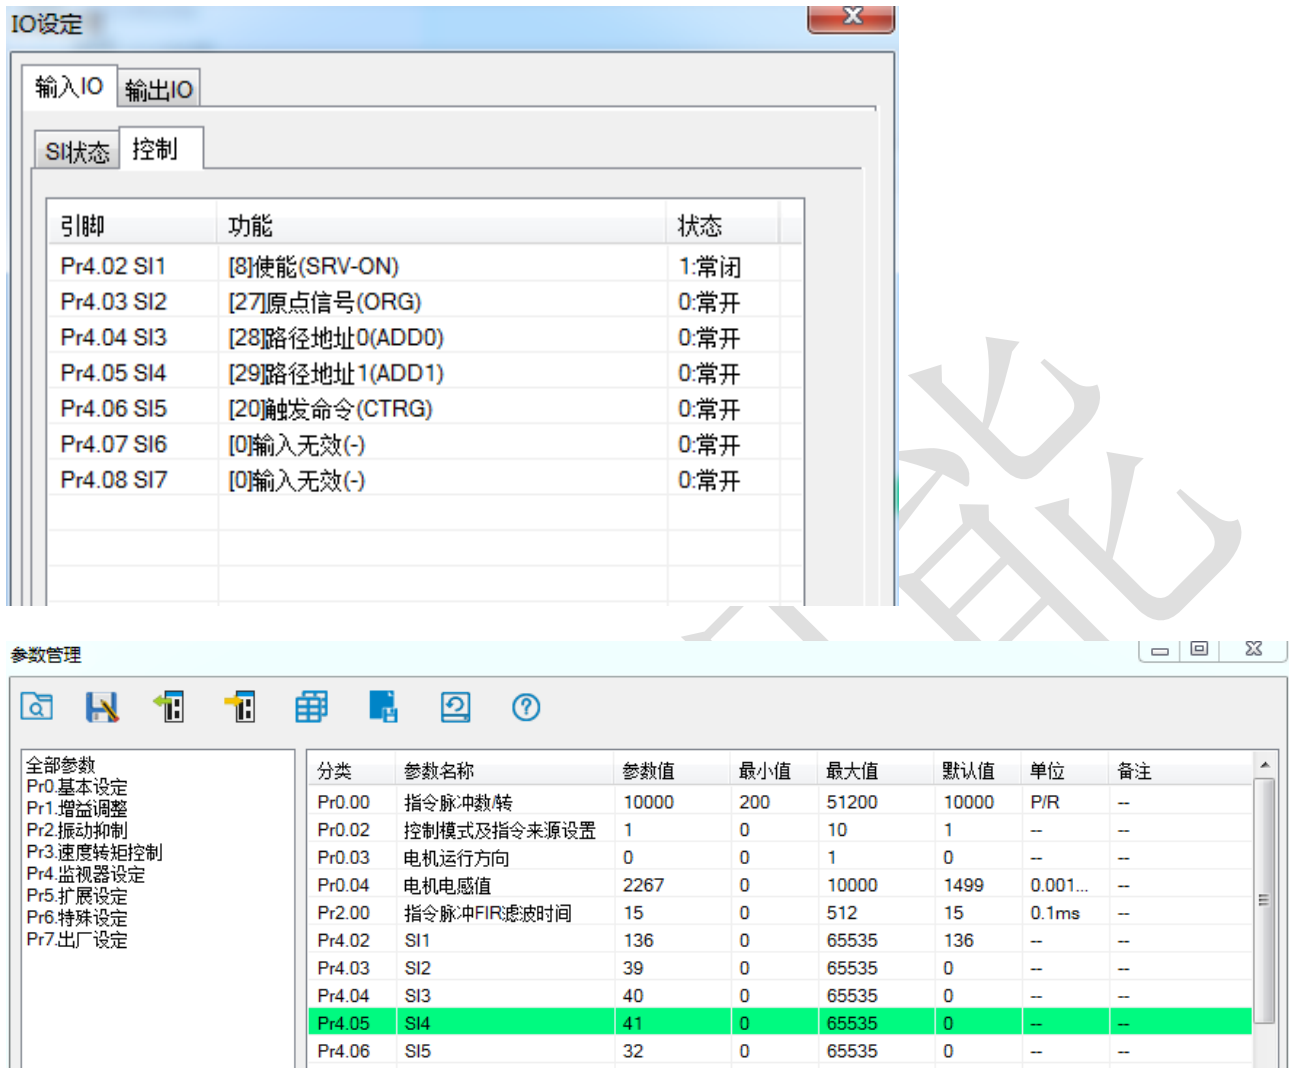 IO设定
输入IO 输出IO
SI状态 控制
引脚 功能 状态
Pr4.02 SI1 [8]使能(SRV-ON) 1:常闭
Pr4.03 SI2 [27]原点信号(ORG) 0:常开
Pr4.04 SI3 [28]路径地址0(ADD0) 0:常开
Pr4.05 SI4 [29]路径地址1(ADD1) 0:常开
Pr4.06 SI5 [20]触发命令(CTRG) 0:常开
Pr4.07 SI6 [0]输入无效(-) 0:常开
Pr4.08 SI7 [0]输入无效(-) 0:常开
能
参数管理
全部参数
Pr0.基本设定
Pr1.增益调整
Pr2.振动抑制
Pr3.速度转矩控制
Pr4.监视器设定
Pr5.扩展设定
Pr6.特殊设定
Pr7.出厂设定
分类 参数名称 参数值 最小值 最大值 默认值 单位 备注
Pr0.00 指令脉冲数/转 10000 200 51200 10000 P/R --
Pr0.02 控制模式及指令来源设置 1 0 10 1 -- --
Pr0.03 电机运行方向 0 0 1 0 -- --
Pr0.04 电机电感值 2267 0 10000 1499 0.001... --
Pr2.00 指令脉冲FIR滤波时间 15 0 512 15 0.1ms --
Pr4.02 SI1 136 0 65535 136 -- --
Pr4.03 SI2 39 0 65535 0 -- --
Pr4.04 SI3 40 0 65535 0 -- --
Pr4.05 SI4 41 0 65535 0 -- --
Pr4.06 SI5 32 0 65535 0 -- --